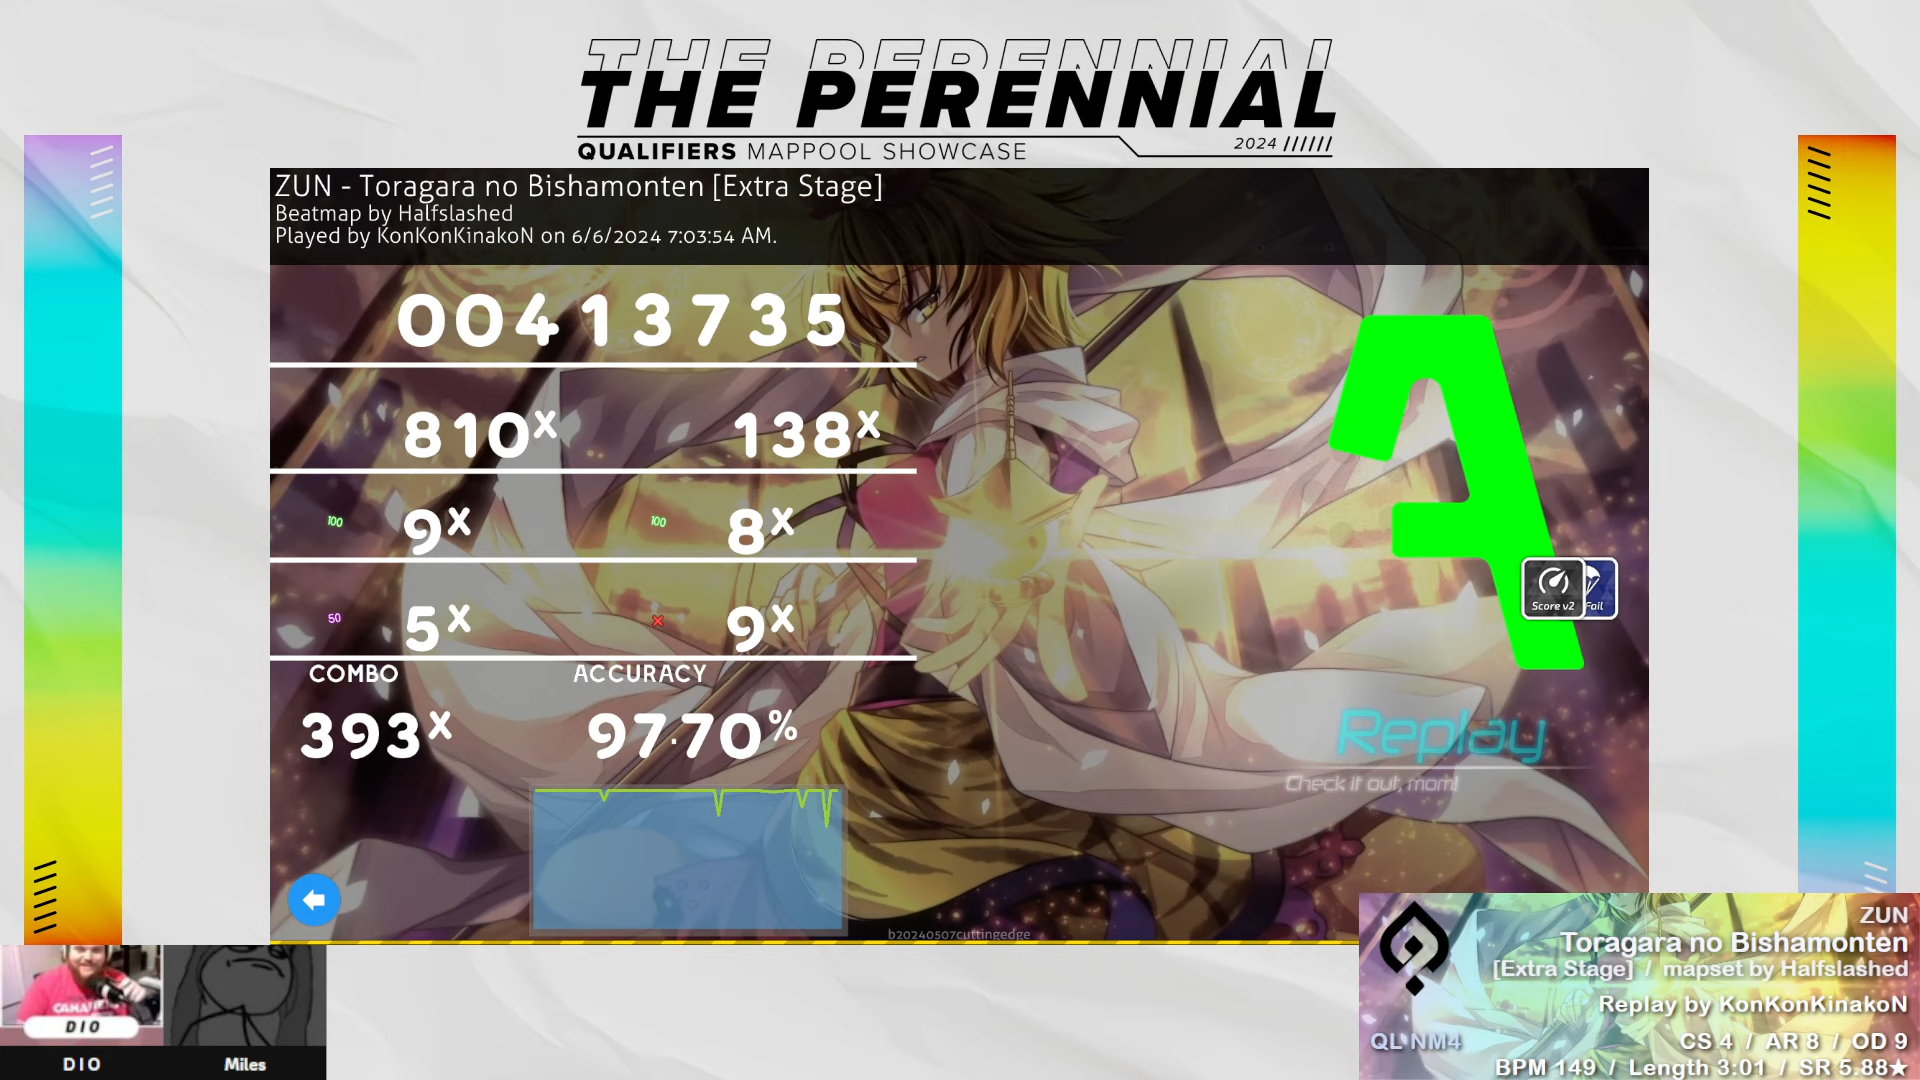 THE PERENNIAL
THE PERENNIAL
QUALIFIERS MAPPOOL SHOWCASE
2024 //////
ZUN - Toragara no Bishamonten [Extra Stage]
Beatmap by Halfslashed
Played by KonKonKinakoN on 6/6/2024 7:03:54 AM.
00413735
810x 138x
100 9x 100 8x
50 5x X 9x
Score v2 Fail
COMBO ACCURACY
393x 97.70%
Replay
Check it out, mom!
b20240507cuttingedge
CANA
DIO
DIO
Miles
ZUN
Toragara no Bishamonten
[Extra Stage] / mapset by Halfslashed
Replay by KonKonKinakoN
QL NM4
CS 4 / AR 8 / OD 9
BPM 149 / Length 3:01 / SR 5.88★